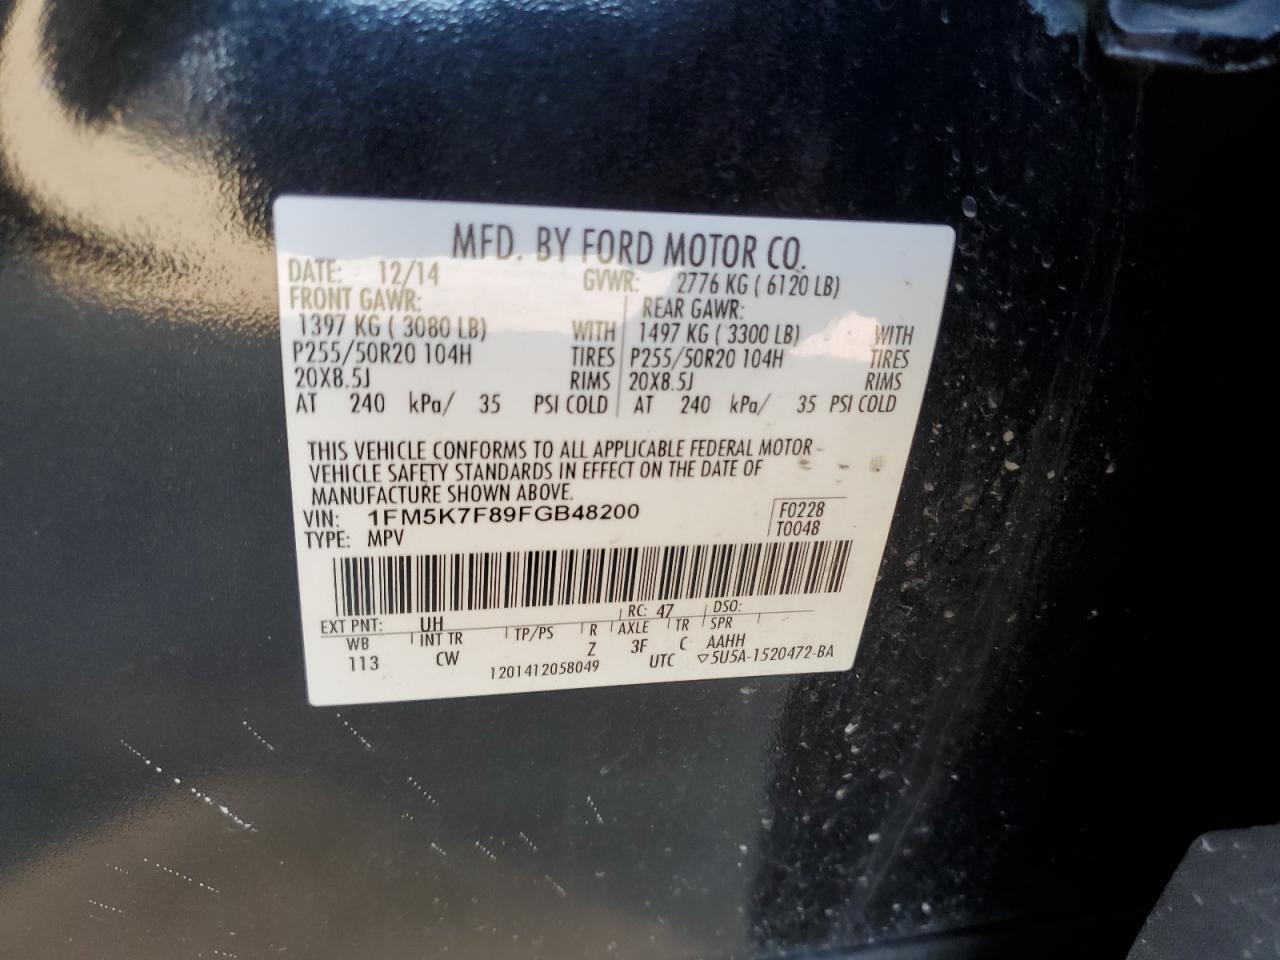 MFD. BY FORD MOTOR CO.
DATE: 12/14 GVWR: 2776 KG ( 6120 LB)
FRONT GAWR: REAR GAWR:
1397 KG ( 3080 LB) WITH 1497 KG ( 3300 LB) WITH
P255/50R20 104H TIRES P255/50R20 104H TIRES
20X8.5J RIMS 20X8.5J RIMS
AT 240 kPa/ 35 PSI COLD AT 240 kPa/ 35 PSI COLD
THIS VEHICLE CONFORMS TO ALL APPLICABLE FEDERAL MOTOR
VEHICLE SAFETY STANDARDS IN EFFECT ON THE DATE OF
MANUFACTURE SHOWN ABOVE.
VIN: 1FM5K7F89FGB48200 F0228
TYPE: MPV T0048
EXT PNT: UH RC: 47 DSO:
WB INT TR TP/PS R AXLE TR SPR
113 CW Z 3F C AAHH
1201412058049 UTC ▽5U5A-1520472-BA